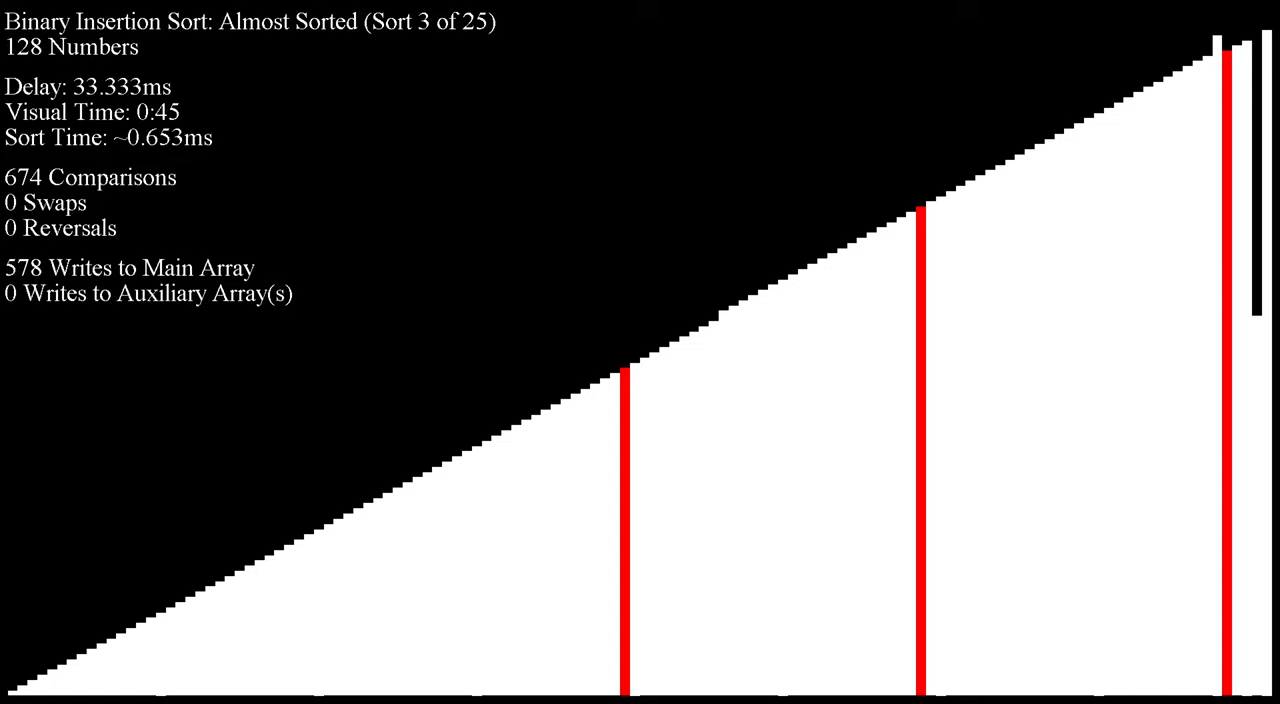 Binary Insertion Sort: Almost Sorted (Sort 3 of 25)
128 Numbers
Delay: 33.333ms
Visual Time: 0:45
Sort Time: ~0.653ms
674 Comparisons
0 Swaps
0 Reversals
578 Writes to Main Array
0 Writes to Auxiliary Array(s)